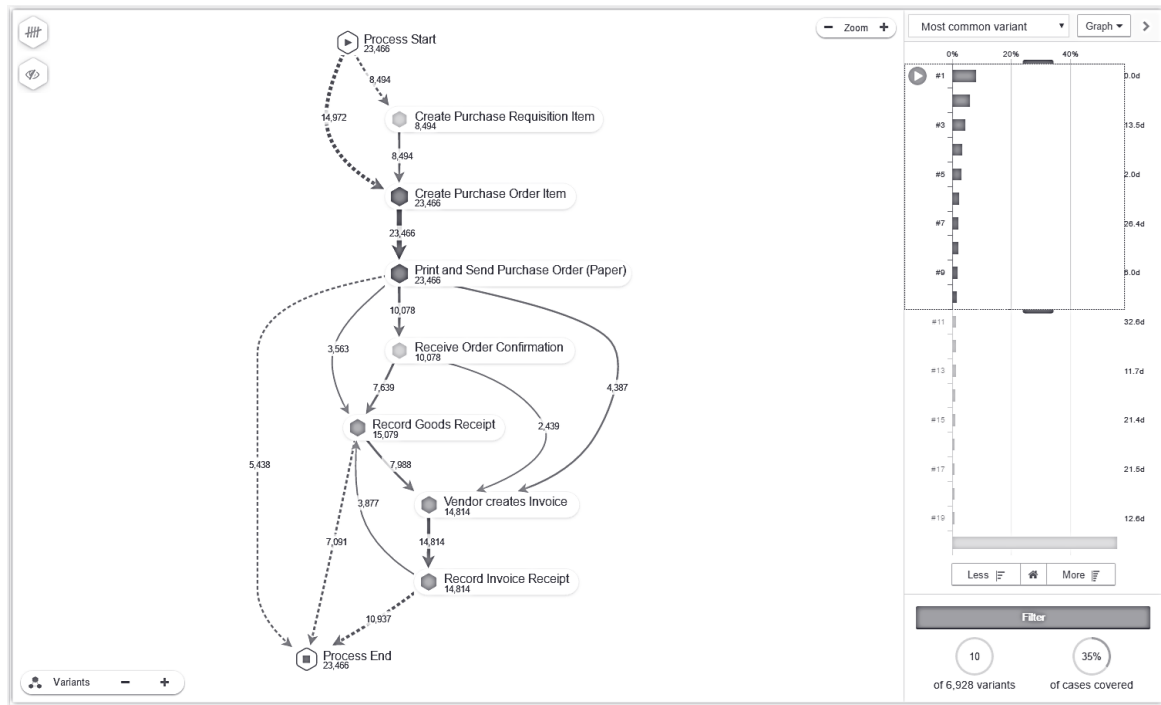 Process Start
23,466
8,494
14,972
Create Purchase Requisition Item
8,494
8,494
Create Purchase Order Item
23,466
23,466
Print and Send Purchase Order (Paper)
23,466
10,078
3,563
Receive Order Confirmation
10,078
7,639
4,387
2,439
Record Goods Receipt
15,079
5,438
7,988
3,877
Vendor creates Invoice
14,814
7,091
14,814
Record Invoice Receipt
14,814
10,937
Process End
23,466
Variants − +
− Zoom +
Most common variant
Graph
0% 20% 40%
#1 0.0d
#3 13.5d
#5 2.0d
#7 26.4d
#9 6.0d
#11 32.6d
#13 11.7d
#15 21.4d
#17 21.5d
#19 12.6d
Less More
Filter
10 35%
of 6,928 variants of cases covered